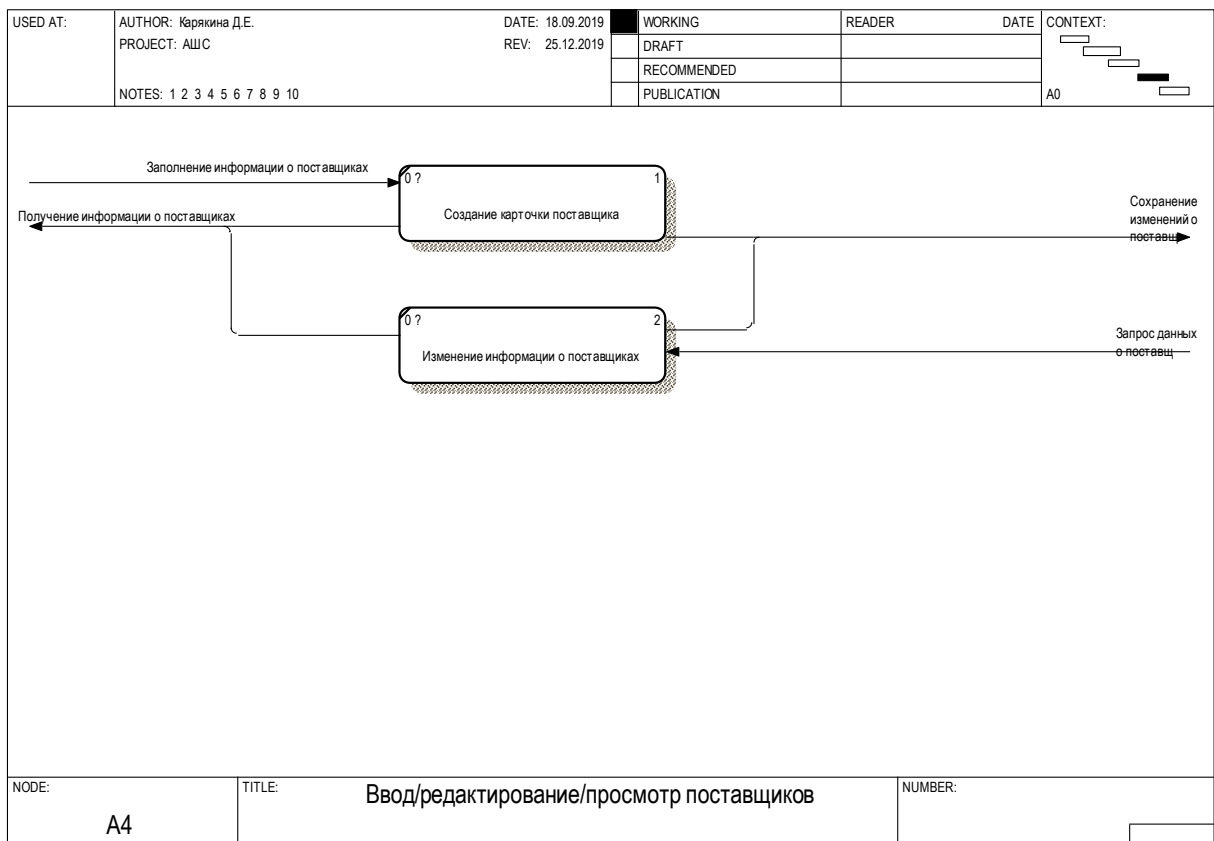 USED AT:
AUTHOR: Карякина Д.Е.
DATE: 18.09.2019
WORKING
READER
DATE
CONTEXT:
PROJECT: АШС
REV: 25.12.2019
DRAFT
RECOMMENDED
NOTES: 1 2 3 4 5 6 7 8 9 10
PUBLICATION
A0
Заполнение информации о поставщиках
0 ?
1
Создание карточки поставщика
Получение информации о поставщиках
Сохранение
изменений о
поставщ
0 ?
2
Изменение информации о поставщиках
Запрос данных
о поставщ
NODE:
TITLE:
Ввод/редактирование/просмотр поставщиков
NUMBER:
A4